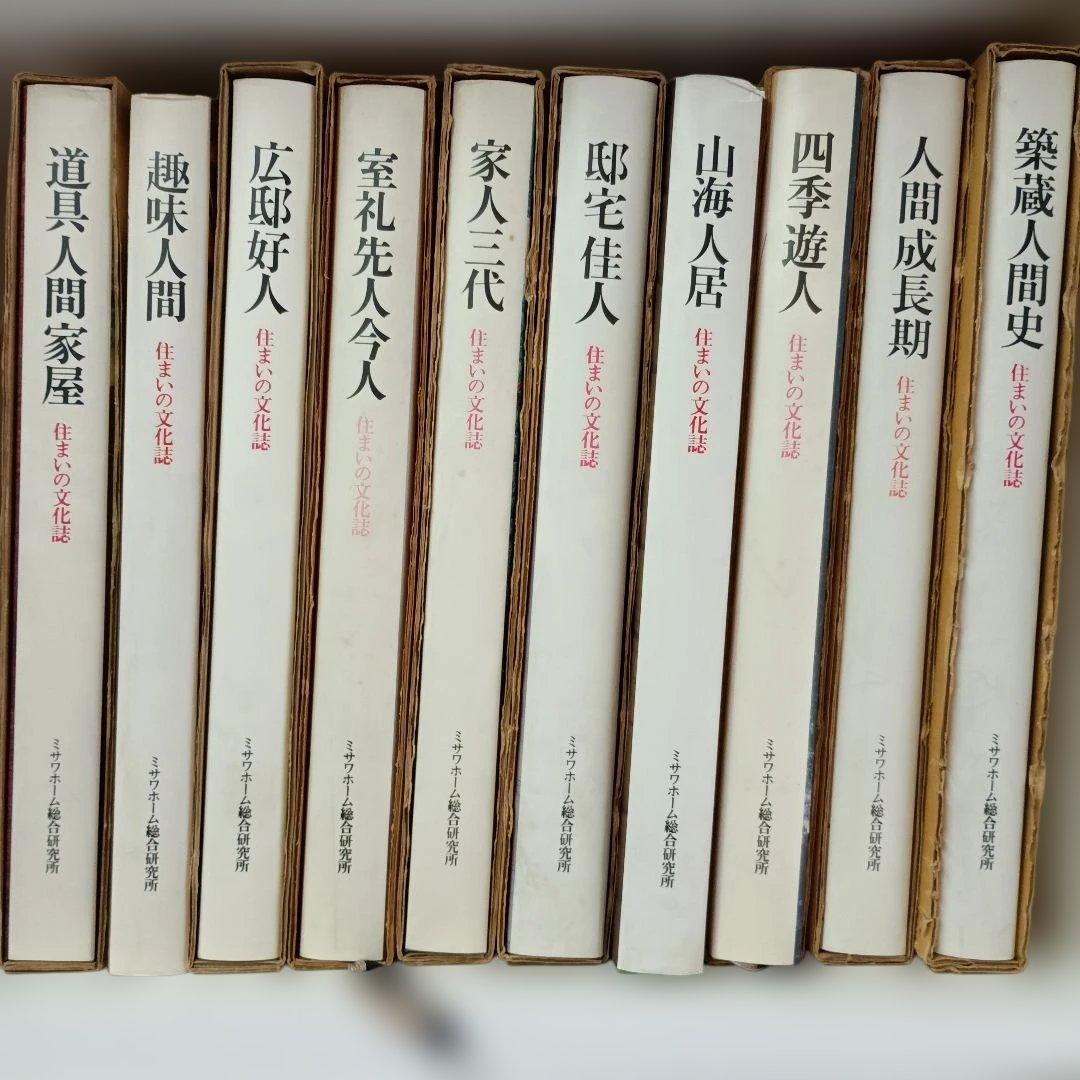 道具人間家屋
住まいの文化誌
ミサワホーム総合研究所
趣味人間
住まいの文化誌
ミサワホーム総合研究所
広邸好人
住まいの文化誌
ミサワホーム総合研究所
室礼先人今人
住まいの文化誌
ミサワホーム総合研究所
家人三代
住まいの文化誌
ミサワホーム総合研究所
邸宅佳人
住まいの文化誌
ミサワホーム総合研究所
山海人居
住まいの文化誌
ミサワホーム総合研究所
四季遊人
住まいの文化誌
ミサワホーム総合研究所
人間成長期
住まいの文化誌
ミサワホーム総合研究所
築蔵人間史
住まいの文化誌
ミサワホーム総合研究所